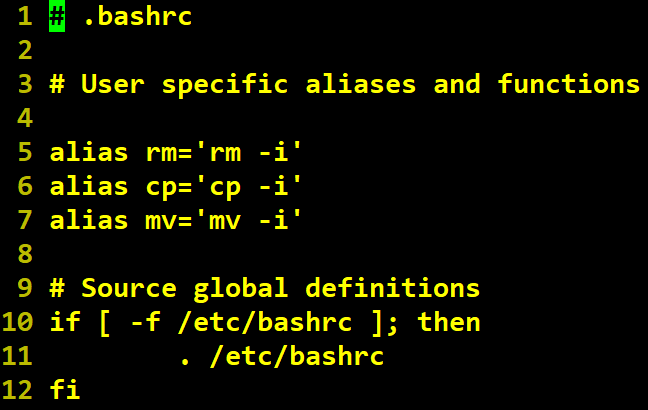 1 # .bashrc
2
3 # User specific aliases and functions
4
5 alias rm='rm -i'
6 alias cp='cp -i'
7 alias mv='mv -i'
8
9 # Source global definitions
10 if [ -f /etc/bashrc ]; then
11         . /etc/bashrc
12 fi